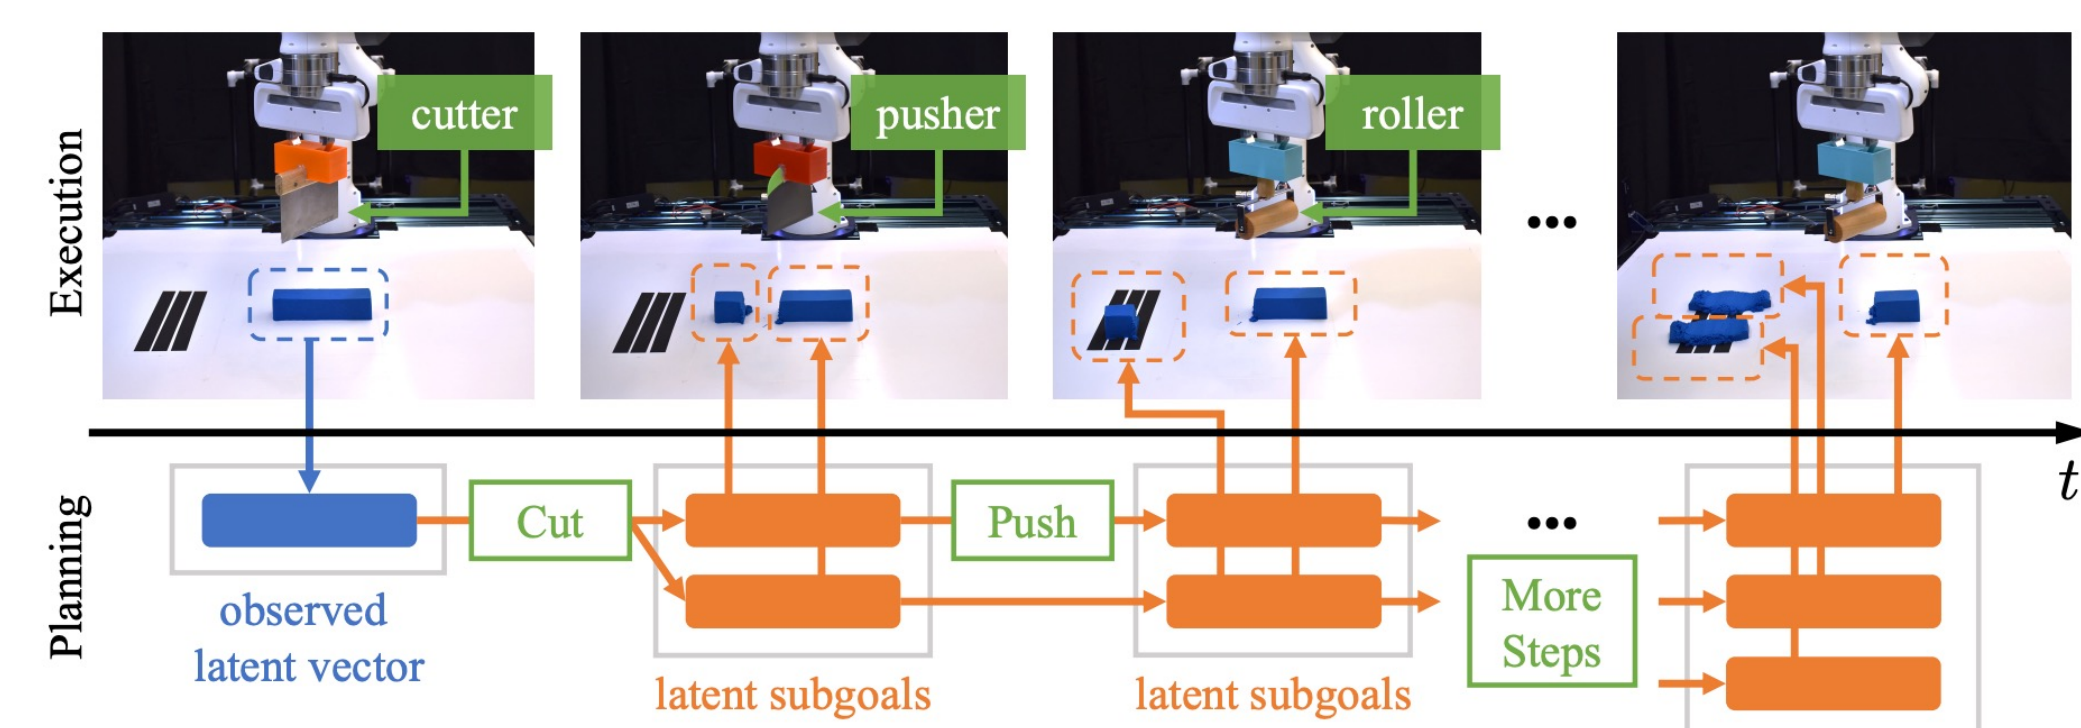 Execution
cutter
pusher
roller
•••
Planning
t
Cut
Push
•••
More
Steps
observed
latent vector
latent subgoals
latent subgoals